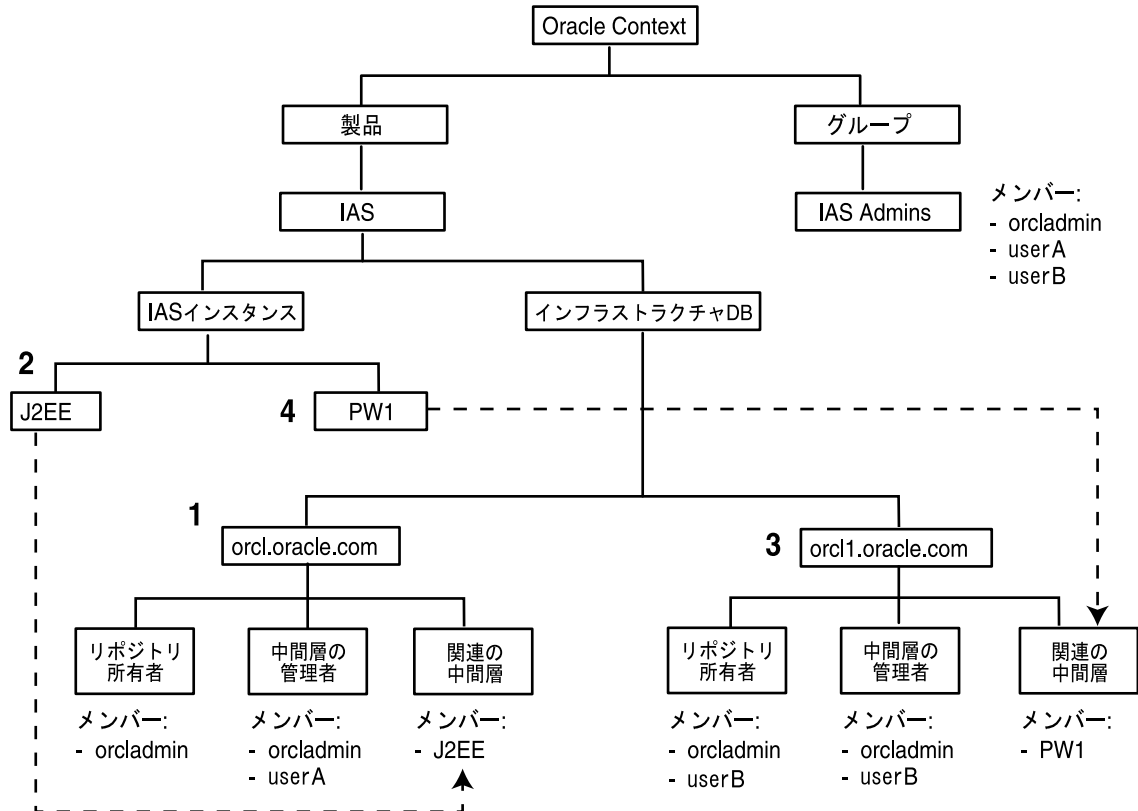 Oracle Context
製品
グループ
IAS
IAS Admins
メンバー:
- orcladmin
- userA
- userB
IASインスタンス
インフラストラクチャDB
2
J2EE
4
PW1
1
orcl.oracle.com
3
orcl1.oracle.com
リポジトリ
所有者
中間層の
管理者
関連の
中間層
リポジトリ
所有者
中間層の
管理者
関連の
中間層
メンバー:
- orcladmin
メンバー:
- orcladmin
- userA
メンバー:
- J2EE
メンバー:
- orcladmin
- userB
メンバー:
- orcladmin
- userB
メンバー:
- PW1